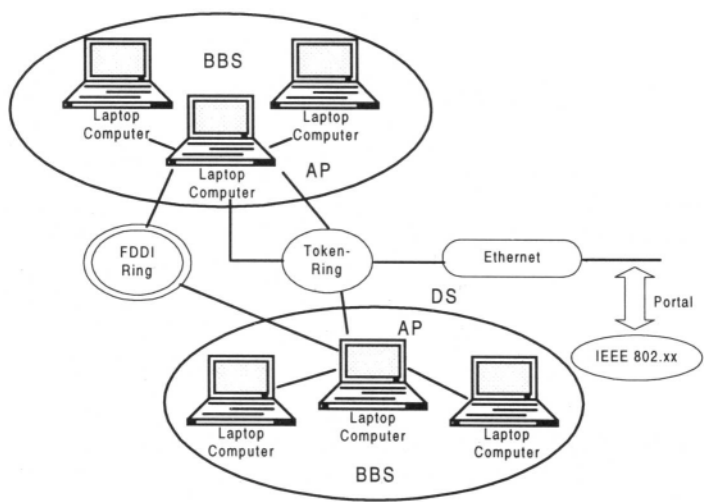 BBS
Laptop
Computer
Laptop
Computer
AP
Laptop
Computer
FDDI
Ring
Token-
Ring
Ethernet
DS
Portal
AP
IEEE 802.xx
Laptop
Computer
Laptop
Computer
Laptop
Computer
BBS